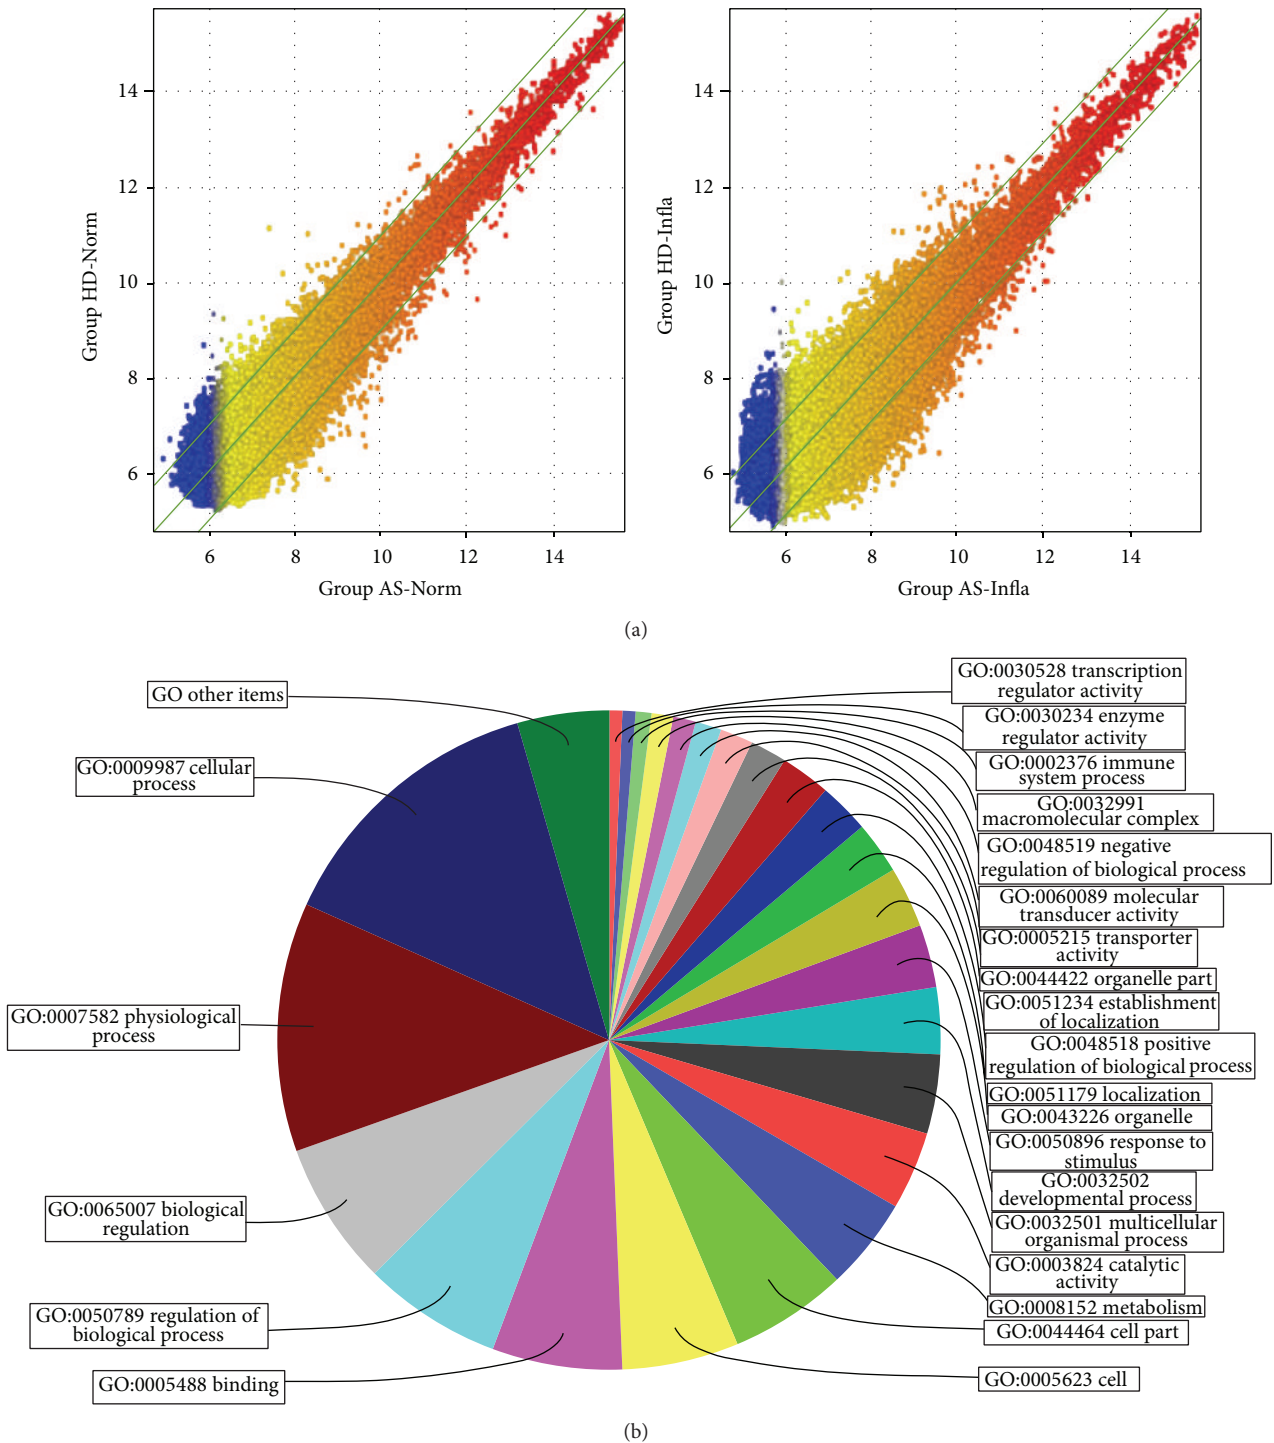 14
12
10
8
6
Group HD-Norm
6 8 10 12 14
Group AS-Norm
14
12
10
8
6
Group HD-Infla
6 8 10 12 14
Group AS-Infla
(a)
GO other items
GO:0009987 cellular
process
GO:0007582 physiological
process
GO:0065007 biological
regulation
GO:0050789 regulation of
biological process
GO:0005488 binding
GO:0030528 transcription
regulator activity
GO:0030234 enzyme
regulator activity
GO:0002376 immune
system process
GO:0032991
macromolecular complex
GO:0048519 negative
regulation of biological process
GO:0060089 molecular
transducer activity
GO:0005215 transporter
activity
GO:0044422 organelle part
GO:0051234 establishment
of localization
GO:0048518 positive
regulation of biological process
GO:0051179 localization
GO:0043226 organelle
GO:0050896 response to
stimulus
GO:0032502
developmental process
GO:0032501 multicellular
organismal process
GO:0003824 catalytic
activity
GO:0008152 metabolism
GO:0044464 cell part
GO:0005623 cell
(b)